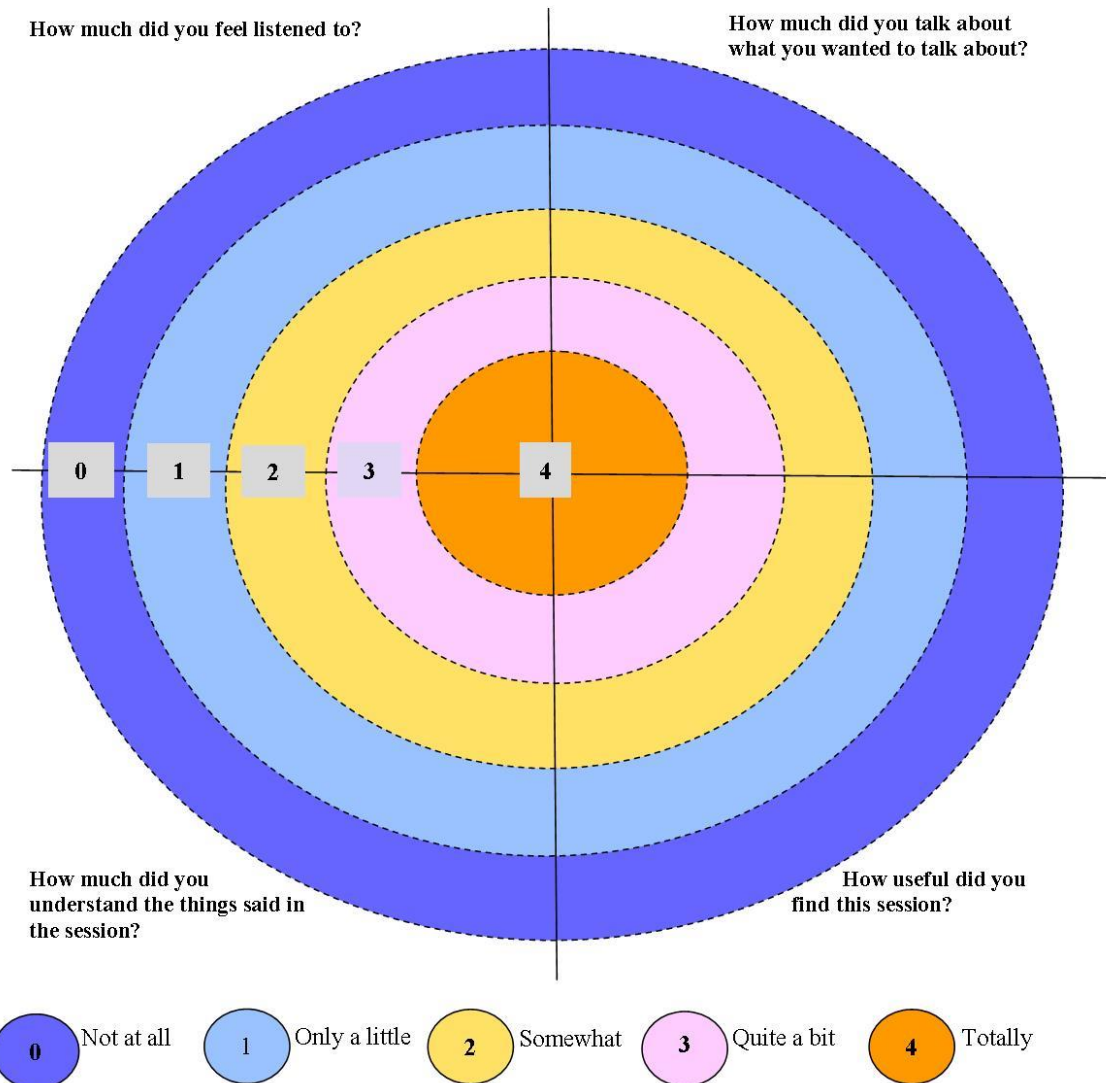 How much did you feel listened to?
How much did you talk about
what you wanted to talk about?
0
1
2
3
4
How much did you
understand the things said in
the session?
How useful did you
find this session?
0 Not at all
1 Only a little
2 Somewhat
3 Quite a bit
4 Totally